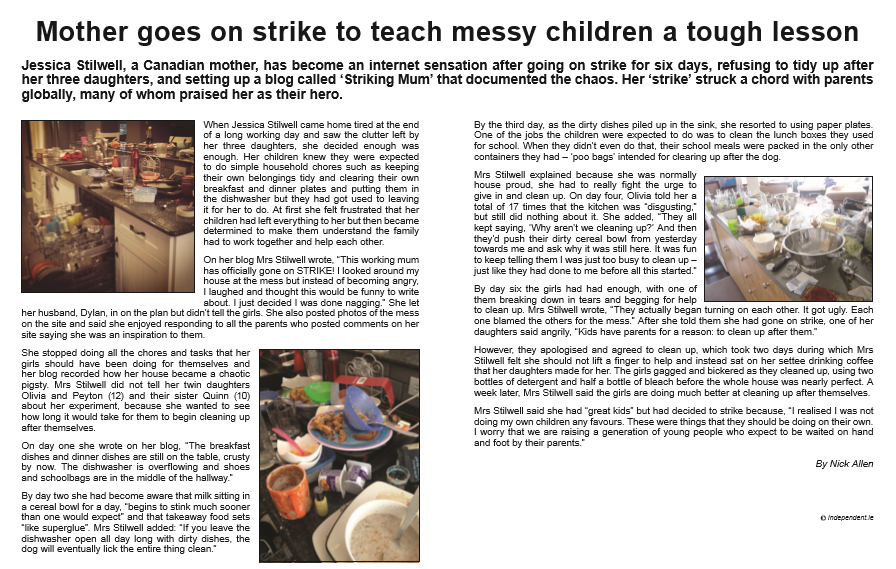 Mother goes on strike to teach messy children a tough lesson
Jessica Stilwell, a Canadian mother, has become an internet sensation after going on strike for six days, refusing to tidy up after
her three daughters, and setting up a blog called ‘Striking Mum’ that documented the chaos. Her ‘strike’ struck a chord with parents
globally, many of whom praised her as their hero.
When Jessica Stilwell came home tired at the end
of a long working day and saw the clutter left by
her three daughters, she decided enough was
enough. Her children knew they were expected
to do simple household chores such as keeping
their own belongings tidy and clearing their own
breakfast and dinner plates and putting them in
the dishwasher but they had got used to leaving
it for her to do. At first she felt frustrated that her
children had left everything to her but then became
determined to make them understand the family
had to work together and help each other.
On her blog Mrs Stilwell wrote, “This working mom
has officially gone on STRIKE! I looked around my
house at the mess but instead of becoming angry,
I laughed and thought this would be funny to write
about. I just decided I was done nagging.” She let
her husband, Dylan, in on the plan but didn’t tell the girls. She also posted photos of the mess
on the site and said she enjoyed responding to all the parents who posted comments on her
site saying she was an inspiration to them.
She stopped doing all the chores and tasks that her
girls should have been doing for themselves and
her blog recorded how her house became a chaotic
pigsty. Mrs Stilwell did not tell her twin daughters
Olivia and Peyton (12) and their sister Quinn (10)
about her experiment, because she wanted to see
how long it would take for them to begin cleaning up
after themselves.
On day one she wrote on her blog, “The breakfast
dishes and dinner dishes are still on the table, crusty
by now. The dishwasher is overflowing and shoes
and schoolbags are in the middle of the hallway.”
By day two she had become aware that milk sitting in
a cereal bowl for a day, “begins to stink much sooner
than one would expect” and that takeaway food sets
“like superglue”. Mrs Stilwell added: “If you leave the
dishwasher open all day long with dirty dishes, the
dog will eventually lick the entire thing clean.”
By the third day, as the dirty dishes piled up in the sink, she resorted to using paper plates.
One of the jobs the children were expected to do was to clean the lunch boxes they used
for school. When they didn’t even do that, their school meals were packed in the only other
containers they had – ‘poo bags’ intended for clearing up after the dog.
Mrs Stilwell explained because she was normally
house proud, she had to really fight the urge to
give in and clean up. On day four, Olivia told her a
total of 17 times that the kitchen was “disgusting,”
but still did nothing about it. She added, “They all
kept saying, ‘Why aren’t we cleaning up?’ And then
they’d push their dirty cereal bowl from yesterday
towards me and ask why it was still here. It was fun
to keep telling them I was just too busy to clean up –
just like they had done to me before all this started.”
By day six the girls had had enough, with one of
them breaking down in tears and begging for help
to clean up. Mrs Stilwell wrote, “They actually began turning on each other. It got ugly. Each
one blamed the others for the mess.” After she told them she had gone on strike, one of her
daughters said angrily, “Kids have parents for a reason: to clean up after them.”
However, they apologised and agreed to clean up, which took two days during which Mrs
Stilwell felt she should not lift a finger to help and instead sat on her settee drinking coffee
that her daughters made for her. The girls gagged and bickered as they cleaned up, using two
bottles of detergent and half a bottle of bleach before the whole house was nearly perfect. A
week later, Mrs Stilwell said the girls are doing much better at cleaning up after themselves.
Mrs Stilwell said she had “great kids” but had decided to strike because, “I realised I was not
doing my own children any favours. These were things that they should be doing on their own.
I worry that we are raising a generation of young people who expect to be waited on hand
and foot by their parents.”
By Nick Allen
© Independent.ie